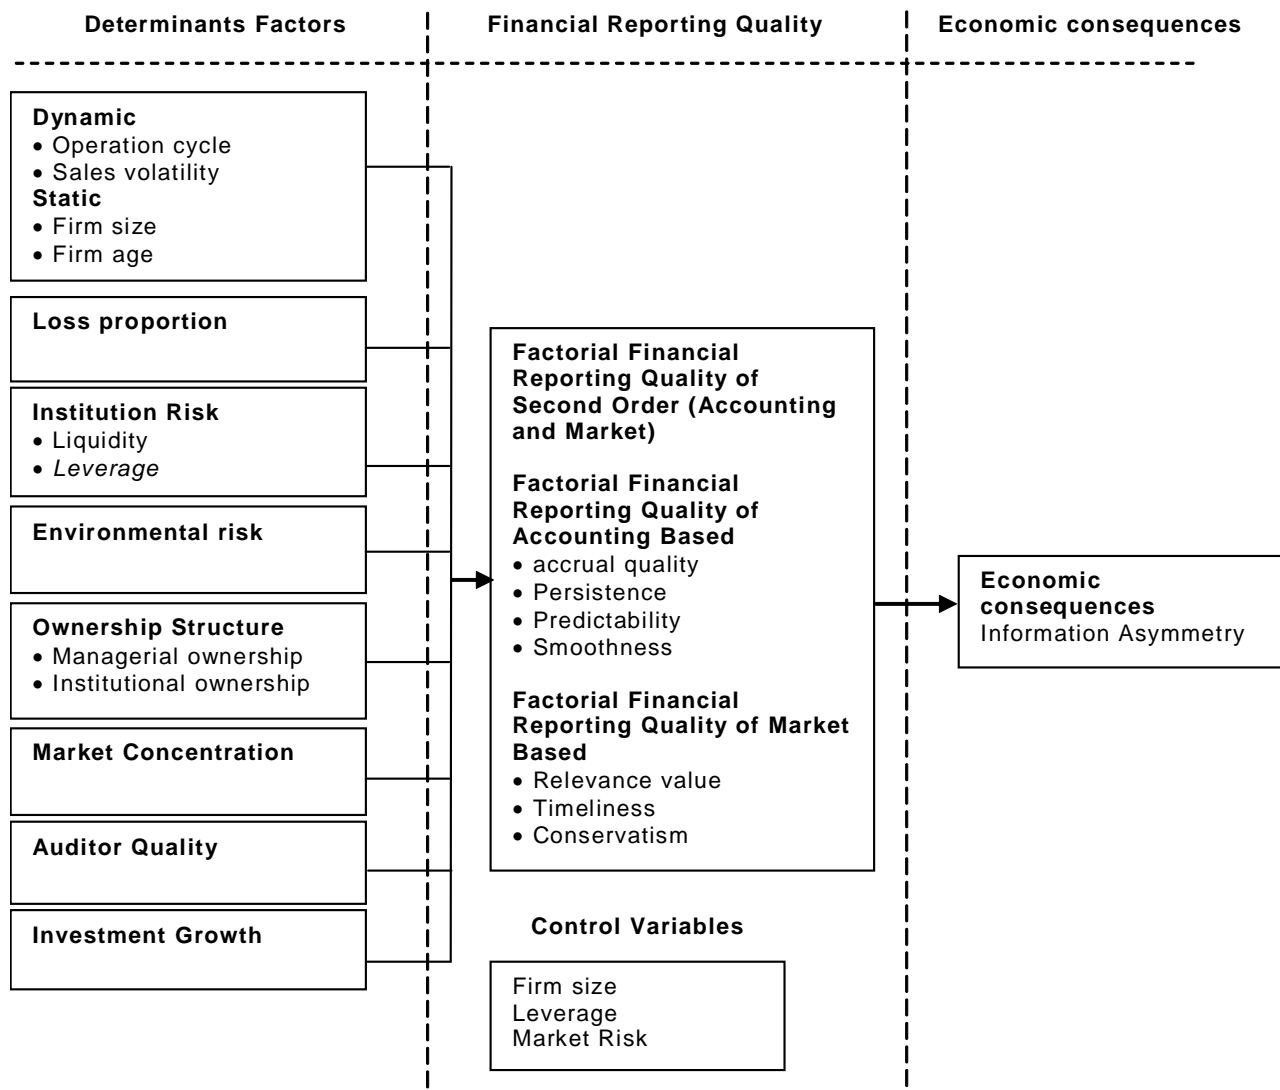 Determinants Factors
Financial Reporting Quality
Economic consequences
Dynamic
• Operation cycle
• Sales volatility
Static
• Firm size
• Firm age
Loss proportion
Institution Risk
• Liquidity
• Leverage
Environmental risk
Ownership Structure
• Managerial ownership
• Institutional ownership
Market Concentration
Auditor Quality
Investment Growth
Factorial Financial
Reporting Quality of
Second Order (Accounting
and Market)
Factorial Financial
Reporting Quality of
Accounting Based
• accrual quality
• Persistence
• Predictability
• Smoothness
Factorial Financial
Reporting Quality of Market
Based
• Relevance value
• Timeliness
• Conservatism
Control Variables
Firm size
Leverage
Market Risk
Economic
consequences
Information Asymmetry